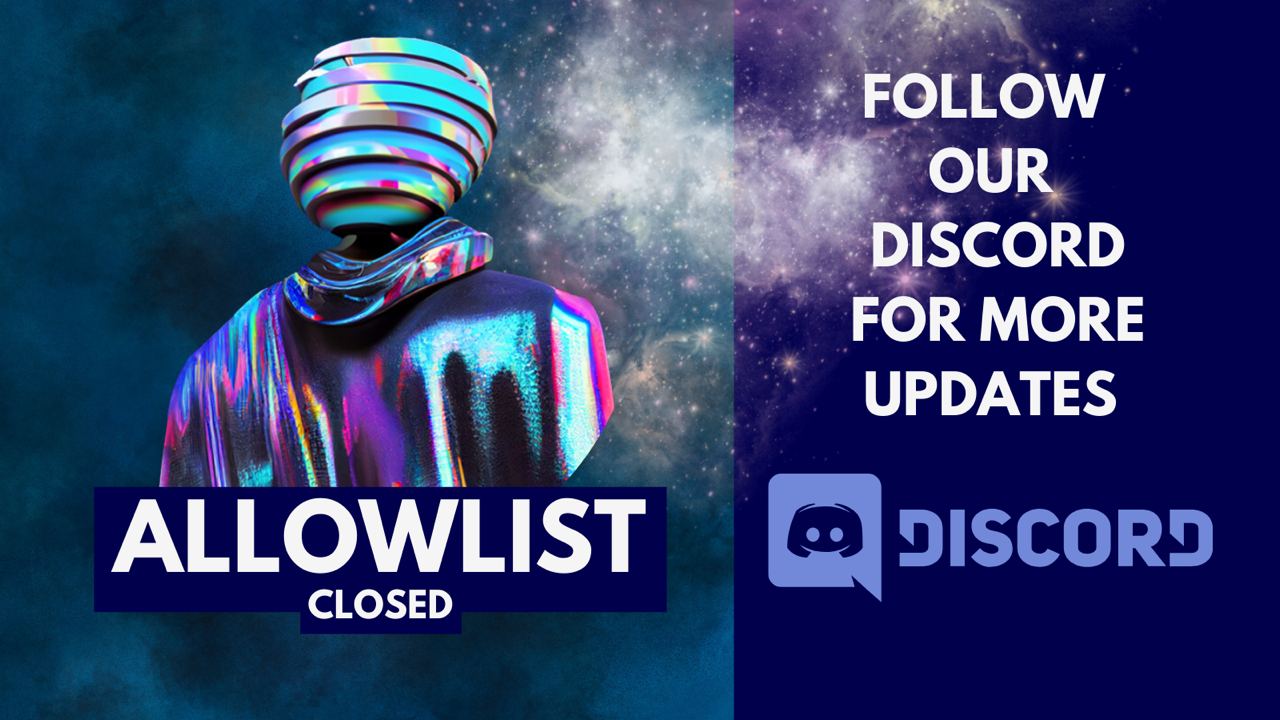 ALLOWLIST
CLOSED
FOLLOW
OUR
DISCORD
FOR MORE
UPDATES
DISCORD